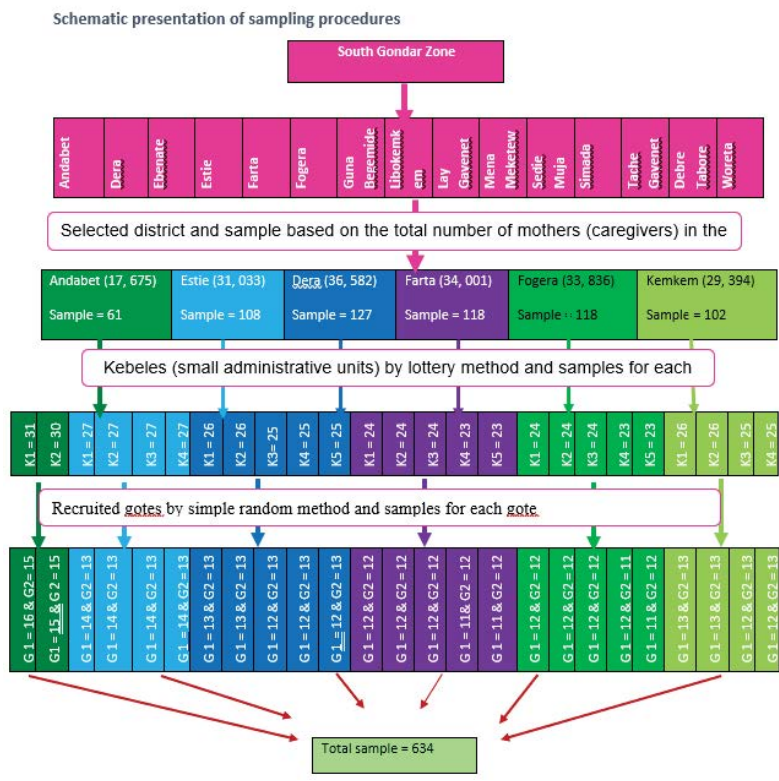 Schematic presentation of sampling procedures
South Gondar Zone
Andabet
Dera
Ebenate
Estie
Farta
Fogera
Guna
Begemide
Libokemk
em
Lay
Gavenet
Mena
Meketew
Sedie
Muja
Simada
Tache
Gavenet
Debre
Tabore
Woreta
Selected district and sample based on the total number of mothers (caregivers) in the
Andabet (17, 675)
Sample = 61
Estie (31, 033)
Sample = 108
Dera (36, 582)
Sample = 127
Farta (34, 001)
Sample = 118
Fogera (33, 836)
Sample = 118
Kemkem (29, 394)
Sample = 102
Kebeles (small administrative units) by lottery method and samples for each
K1 = 31
K2 = 30
K1 = 27
K2 = 27
K3 = 27
K4 = 27
K1 = 26
K2 = 26
K3= 25
K4 = 25
K5 = 25
K1 = 24
K2 = 24
K3 = 24
K4 = 23
K5 = 23
K1 = 24
K2 = 24
K3 = 24
K4 = 23
K5 = 23
K1 = 26
K2 = 26
K3 = 25
K4 = 25
Recruited gotes by simple random method and samples for each gote
G 1 = 16 & G2= 15
G1 = 15 & G 2 = 15
G 1 = 14 & G2 = 13
G 1 = 14 & G2 = 13
G 1 = 14 & G2 = 13
G 1 = 14 & G2 = 13
G 1 = 13 & G2 = 13
G 1 = 13 & G2 = 13
G 1 = 12 & G2 = 13
G 1 = 12 & G2 = 13
G 1 = 12 & G2 = 13
G 1 = 12 & G2 = 12
G 1 = 12 & G2 = 12
G 1 = 12 & G2 = 12
G 1 = 11& G2 = 12
G 1 = 11 & G2 = 12
G 1 = 12 & G2 = 12
G 1 = 12 & G2 = 12
G 1 = 12 & G2 = 12
G 1 = 12 & G2 = 11
G 1 = 11 & G2 = 12
G 1 = 13 & G2 = 13
G 1 = 13 & G2 = 13
G 1 = 12 & G2 = 13
G 1 = 12 & G2 = 13
Total sample = 634